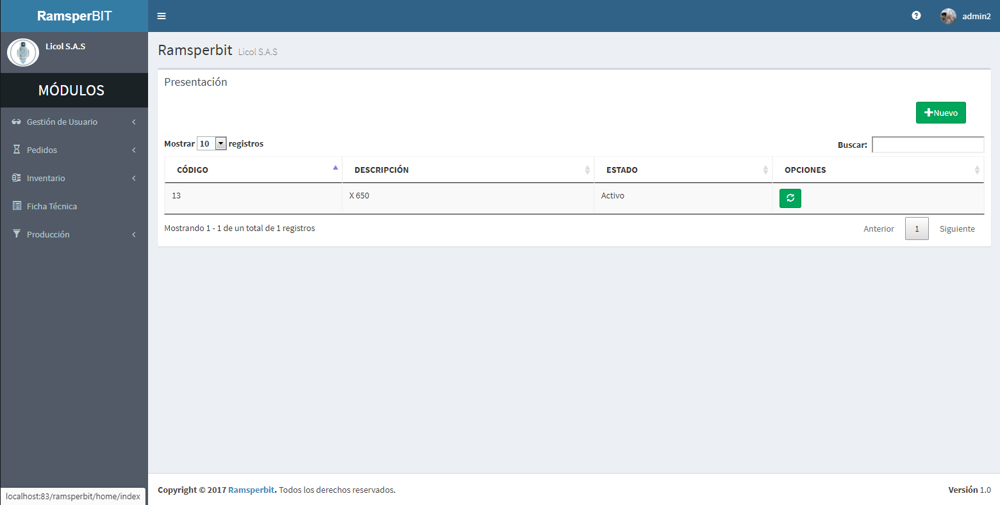 RamsperBIT
admin2
Licol S.A.S
MÓDULOS
Gestión de Usuario
Pedidos
Inventario
Ficha Técnica
Producción
Ramsperbit Licol S.A.S
Presentación
Nuevo
Mostrar 10 registros
Buscar:
CÓDIGO DESCRIPCIÓN ESTADO OPCIONES
13 X 650 Activo
Mostrando 1 - 1 de un total de 1 registros
Anterior 1 Siguiente
Copyright © 2017 Ramsperbit. Todos los derechos reservados.
Versión 1.0
localhost:83/ramsperbit/home/index